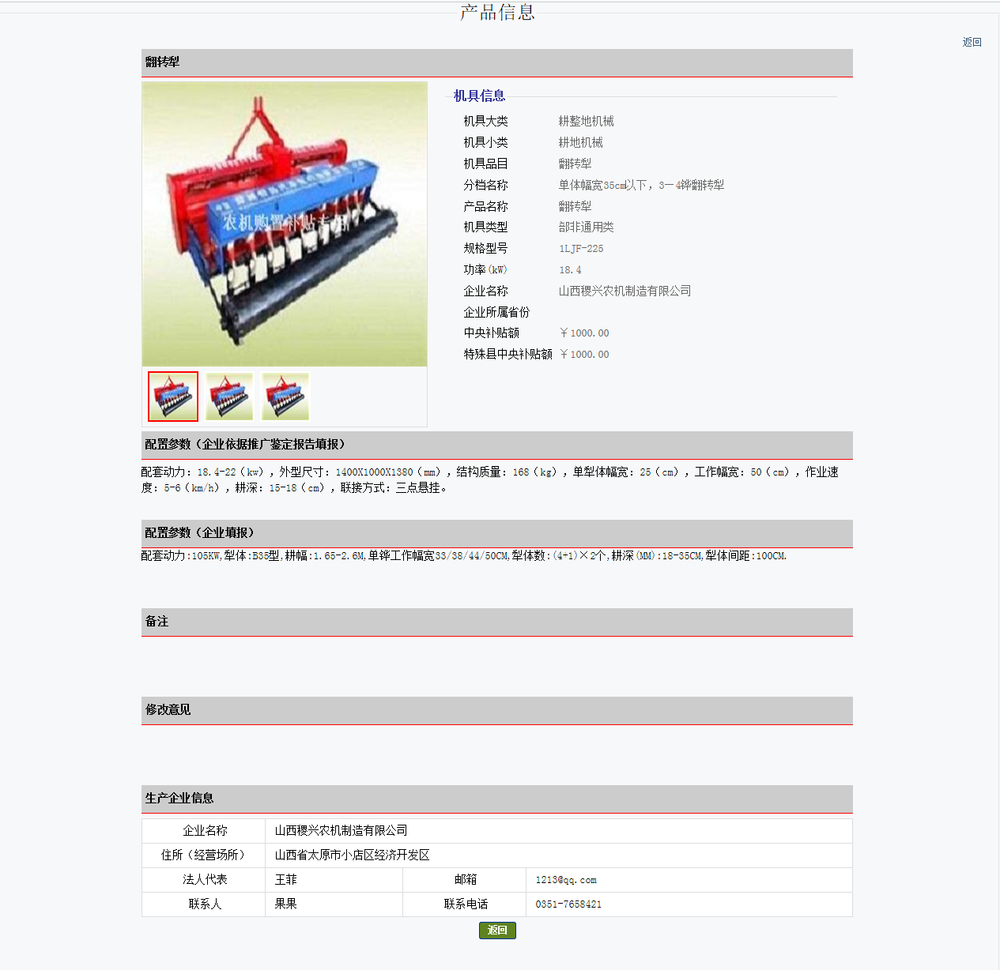 产品信息
返回
翻转犁
农机购置补贴专用
机具信息
机具大类 耕整地机械
机具小类 耕地机械
机具品目 翻转犁
分档名称 单体幅宽35cm以下，3—4铧翻转犁
产品名称 翻转犁
机具类型 部非通用类
规格型号 1LJF-225
功率(kW) 18.4
企业名称 山西稷兴农机制造有限公司
企业所属省份
中央补贴额 ￥1000.00
特殊县中央补贴额 ￥1000.00
配置参数（企业依据推广鉴定报告填报）
配套动力：18.4-22（kw），外型尺寸：1400X1000X1380（mm），结构质量：168（kg），单犁体幅宽：25（cm），工作幅宽：50（cm），作业速
度：5-6（km/h），耕深：15-18（cm），联接方式：三点悬挂。
配置参数（企业填报）
配套动力:105KW,犁体:B35型,耕幅:1.65-2.6M,单铧工作幅宽33/38/44/50CM,犁体数:(4+1)×2个,耕深(MM):18-35CM,犁体间距:100CM.
备注
修改意见
生产企业信息
企业名称 山西稷兴农机制造有限公司
住所（经营场所） 山西省太原市小店区经济开发区
法人代表 王菲 邮箱 1213@qq.com
联系人 果果 联系电话 0351-7658421
返回